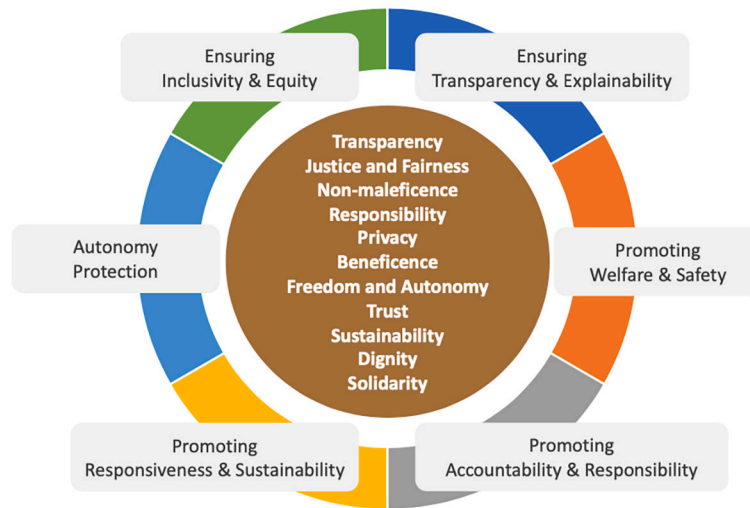 Ensuring
Inclusivity & Equity
Ensuring
Transparency & Explainability
Transparency
Justice and Fairness
Non-maleficence
Responsibility
Privacy
Beneficence
Freedom and Autonomy
Trust
Sustainability
Dignity
Solidarity
Autonomy
Protection
Promoting
Welfare & Safety
Promoting
Responsiveness & Sustainability
Promoting
Accountability & Responsibility